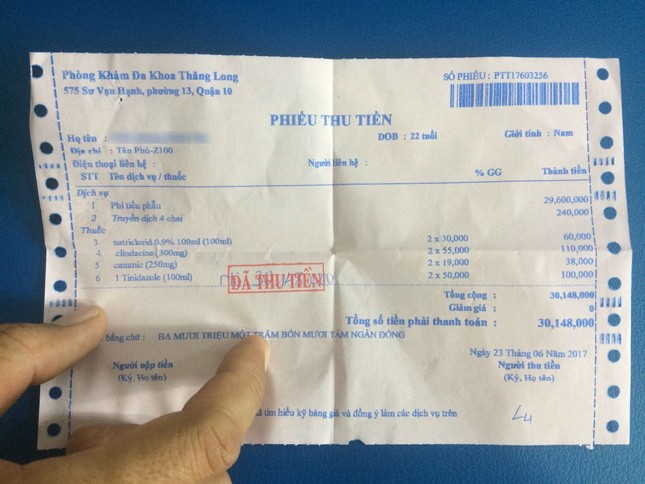 Phòng Khám Đa Khoa Thăng Long
575 Sư Vạn Hạnh, phường 13, Quận 10
SỐ PHIẾU : PTT17603256
PHIẾU THU TIỀN
Họ tên : DOB : 22 tuổi Giới tính : Nam
Địa chỉ : Tân Phú-Z100
Điện thoại liên hệ : Người liên hệ :
STT Tên dịch vụ / thuốc % GG Thành tiền
Dịch vụ
1 Phí tiểu phẫu 29,600,000
2 Truyền dịch 4 chai 240,000
Thuốc
3 natriclorid 0,9% 100ml (100ml) 2 x 30,000 60,000
4 clindacine (300mg) 2 x 55,000 110,000
5 (250mg) 2 x 19,000 38,000
6 1 Tinidazole (100ml) 2 x 50,000 100,000
ĐÃ THU TIỀN
Tổng cộng : 30,148,000
Giảm giá : 0
Tổng số tiền phải thanh toán : 30,148,000
bằng chữ : BA MƯƠI TRIỆU MỘT TRĂM BỐN MƯƠI TÁM NGÀN ĐỒNG
Ngày 23 Tháng 06 Năm 2017
Người nộp tiền Người thu tiền
(Ký, Họ tên) (Ký, Họ tên)
tìm hiểu kỹ bảng giá và đồng ý làm các dịch vụ trên